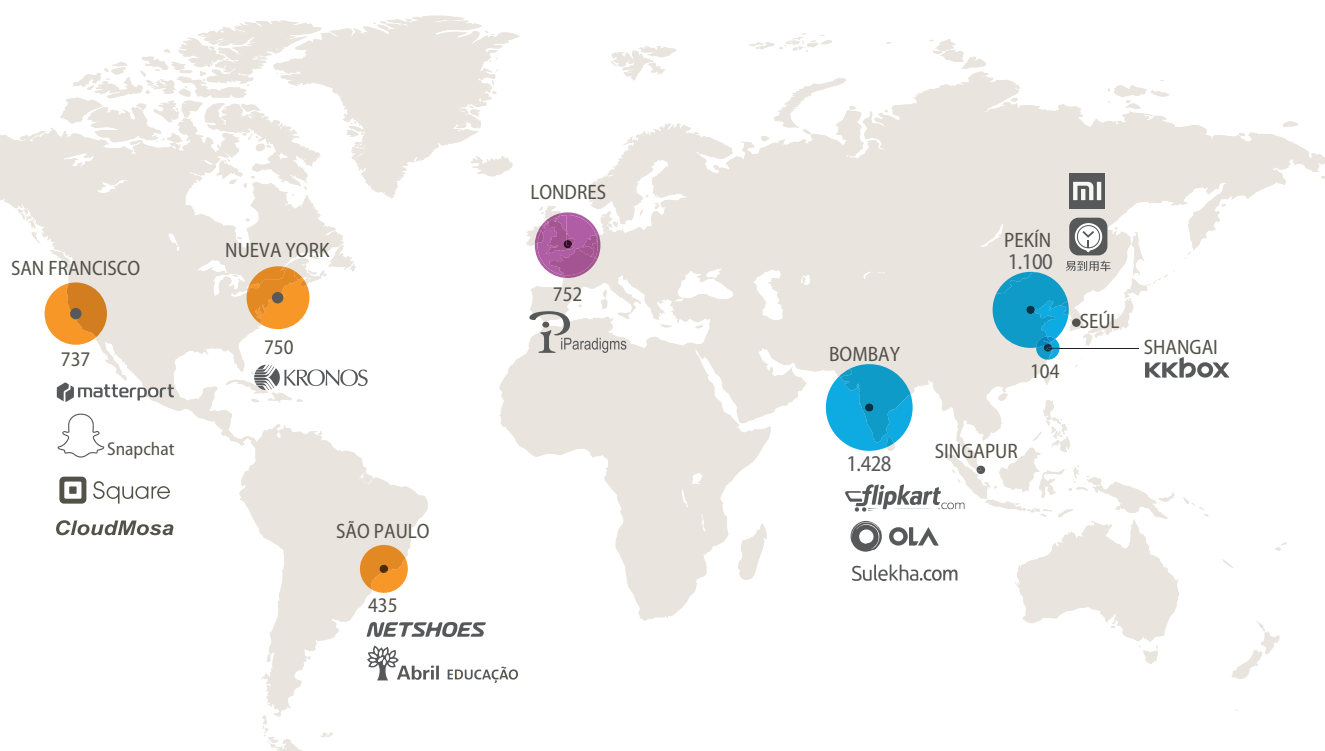 SAN FRANCISCO
737
matterport
Snapchat
Square
CloudMosa
NUEVA YORK
750
KRONOS
SÃO PAULO
435
NETSHOES
Abril EDUCAÇÃO
LONDRES
752
iParadigms
BOMBAY
1.428
flipkart.com
OLA
Sulekha.com
SINGAPUR
mi
易到用车
PEKÍN
1.100
SEÚL
SHANGAI
KKBOX
104